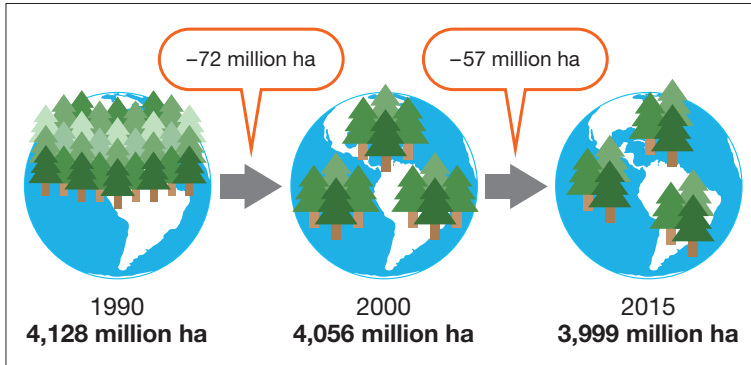 –72 million ha
–57 million ha
1990
4,128 million ha
2000
4,056 million ha
2015
3,999 million ha